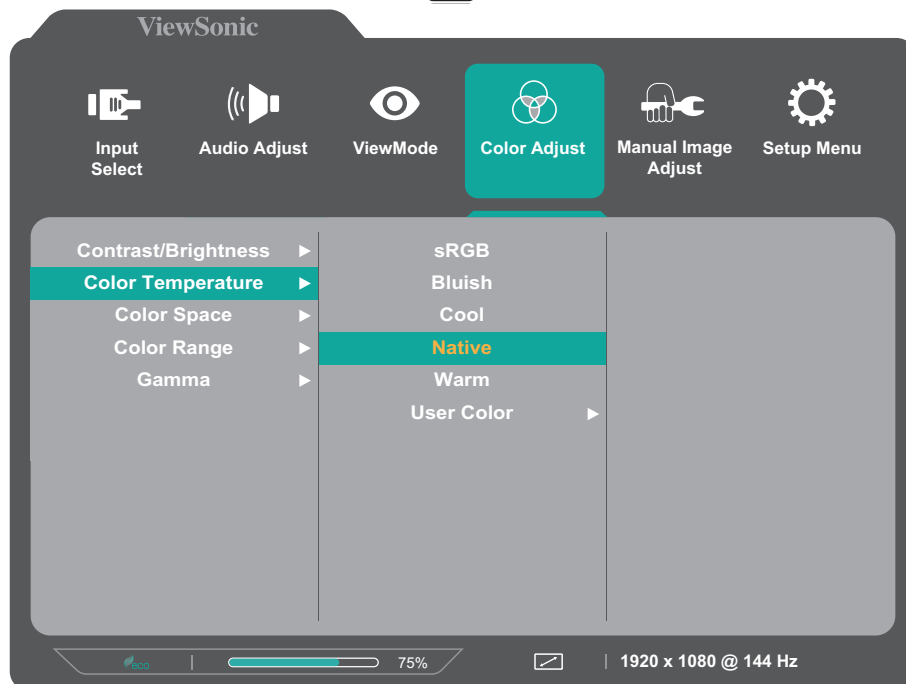 ViewSonic
Input
Select
Audio Adjust
ViewMode
Color Adjust
Manual Image
Adjust
Setup Menu
Contrast/Brightness
Color Temperature
Color Space
Color Range
Gamma
sRGB
Bluish
Cool
Native
Warm
User Color
ECO
75%
1920 x 1080 @ 144 Hz